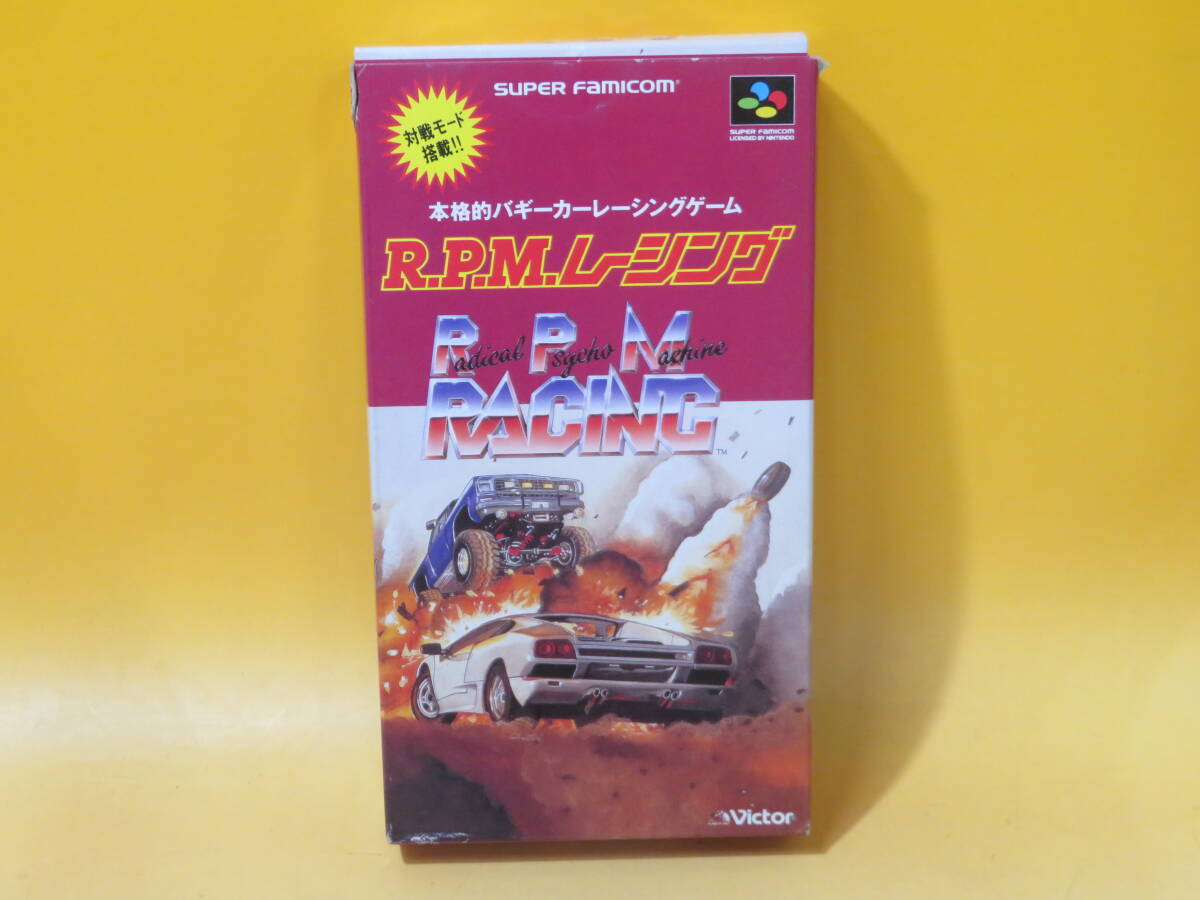 SUPER FAMICOM®
対戦モード
搭載!!
SUPER FAMICOM
LICENSED BY NINTENDO
本格的バギーカーレーシングゲーム
R.P.M.レーシング
Radical Psycho Machine
RACING™
Victor